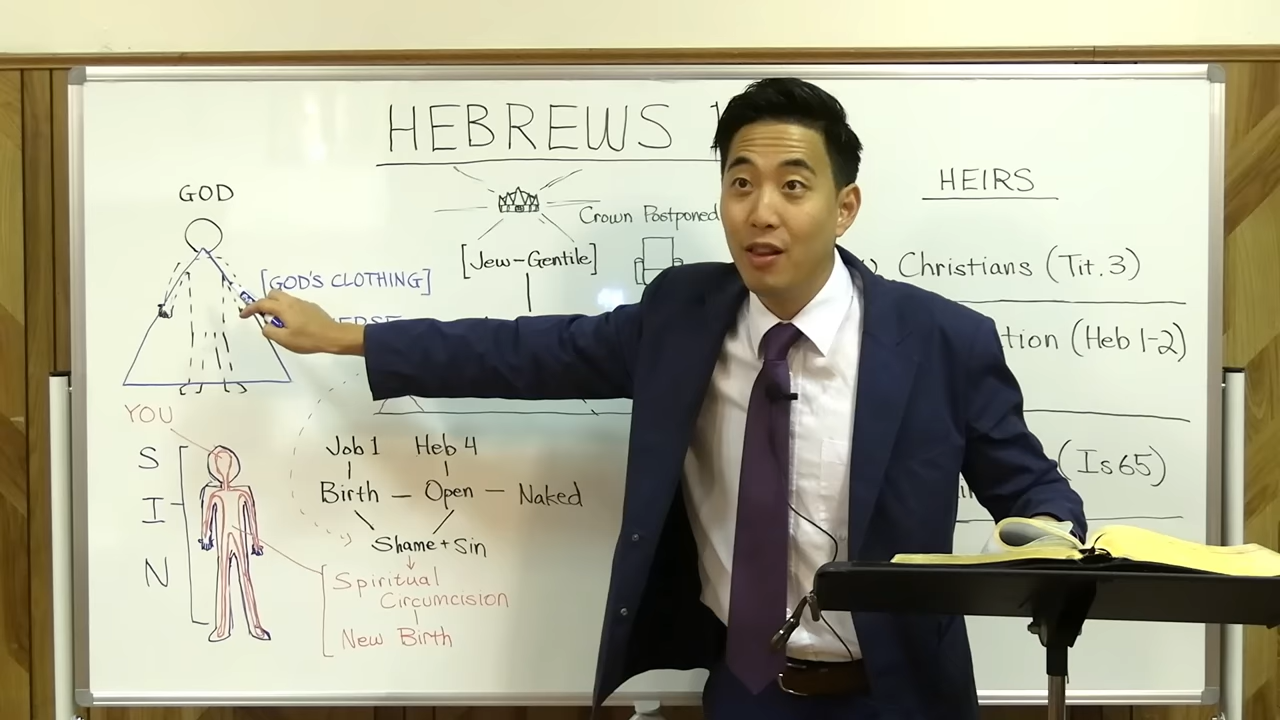 HEBREWS 1
GOD
[GOD'S CLOTHING]
Crown Postponed
[Jew-Gentile]
HEIRS
Christians (Tit. 3)
tion (Heb 1-2)
(Is 65)
YOU
S
I
N
Job 1 Heb 4
Birth — Open — Naked
Shame + Sin
Spiritual
Circumcision
New Birth